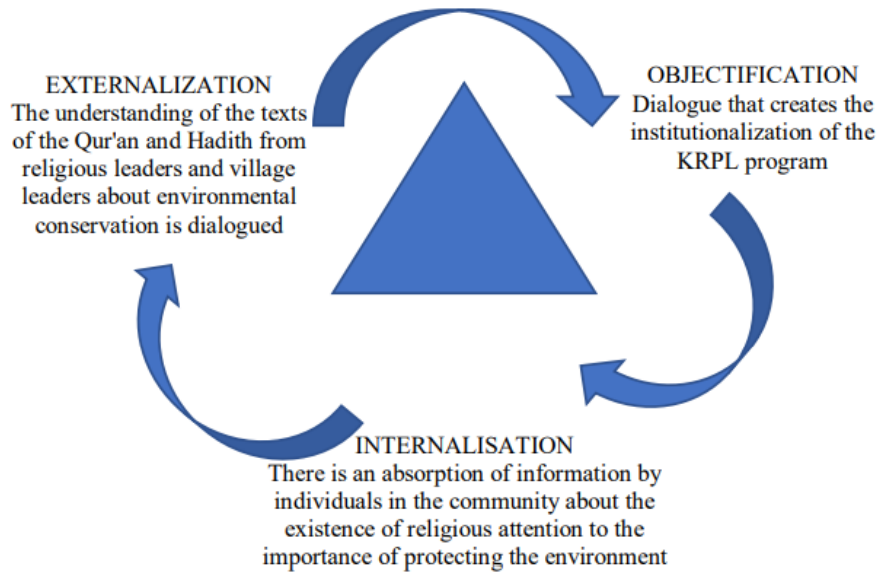 EXTERNALIZATION
The understanding of the texts
of the Qur'an and Hadith from
religious leaders and village
leaders about environmental
conservation is dialogued
OBJECTIFICATION
Dialogue that creates the
institutionalization of the
KRPL program
INTERNALISATION
There is an absorption of information by
individuals in the community about the
existence of religious attention to the
importance of protecting the environment